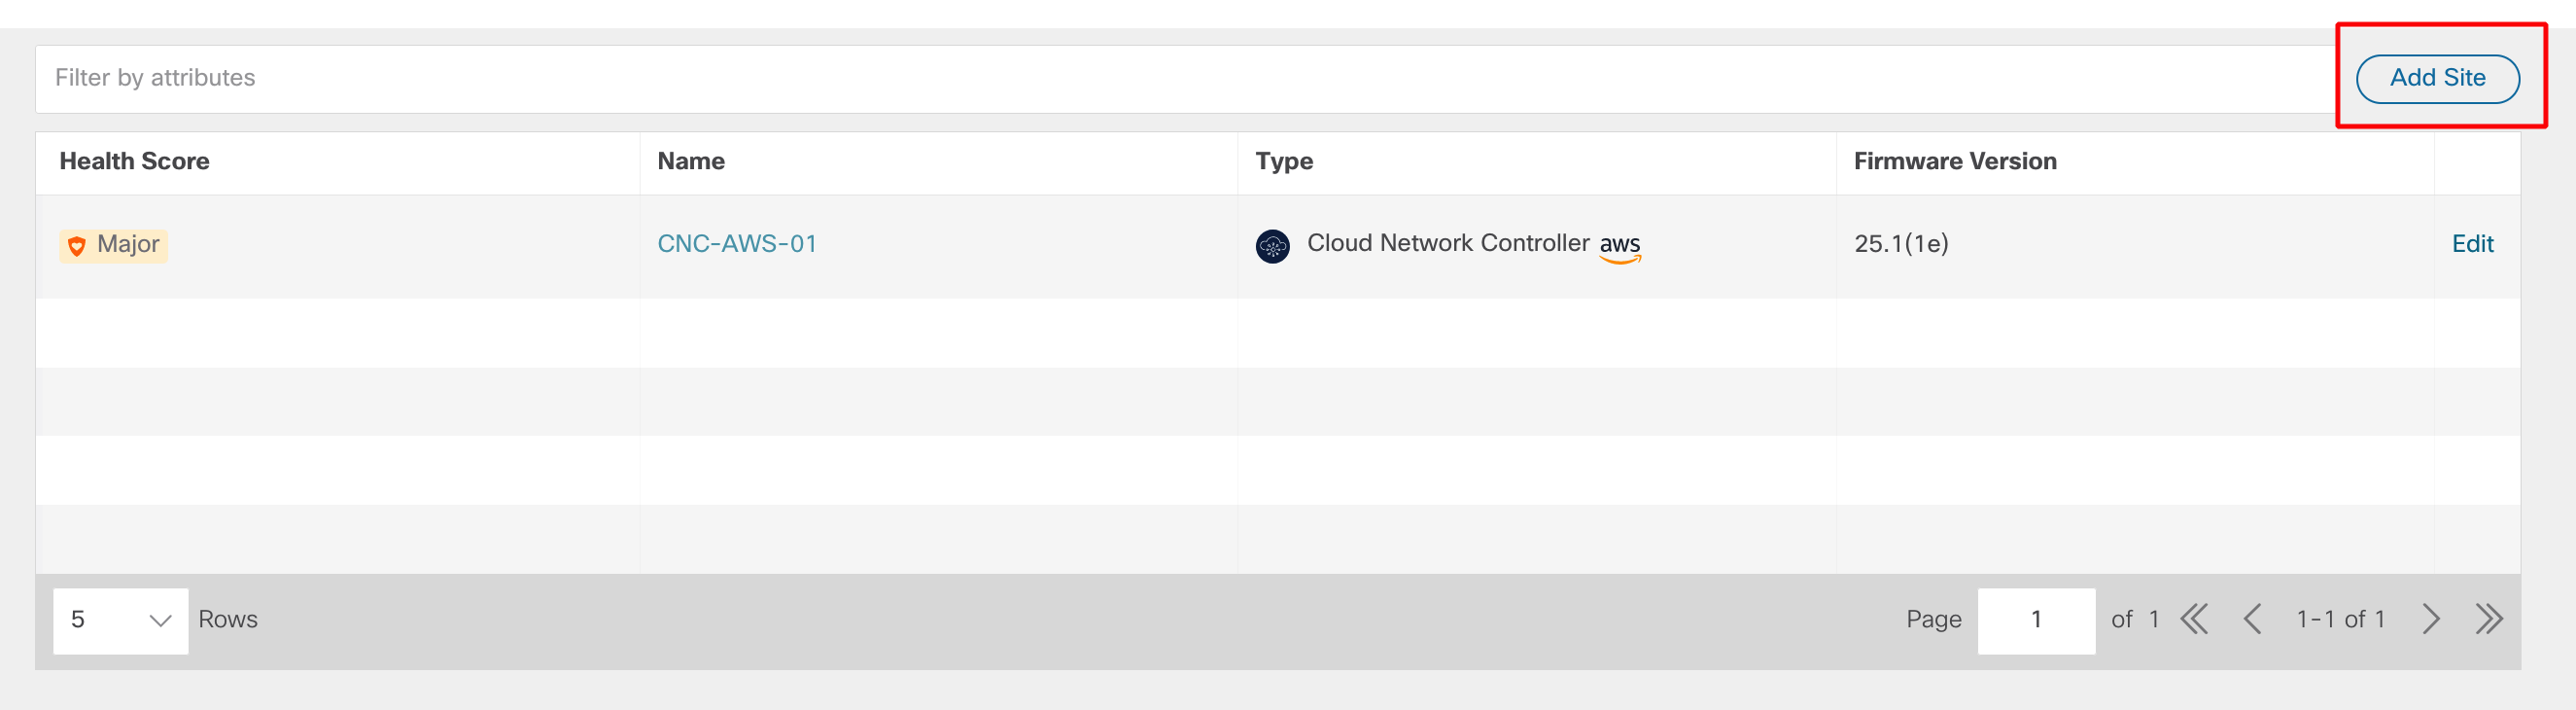 Filter by attributes
Add Site
Health Score Name Type Firmware Version
Major CNC-AWS-01 Cloud Network Controller aws 25.1(1e) Edit
5 Rows Page 1 of 1 1-1 of 1